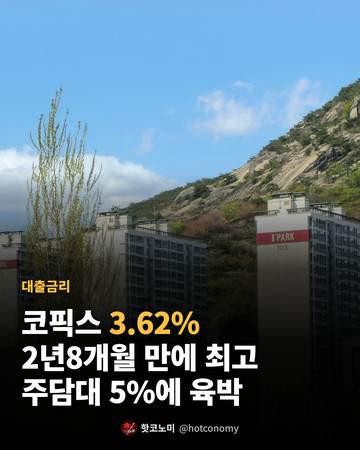 I'PARK
대출금리
코픽스 3.62%
2년8개월 만에 최고
주담대 5%에 육박
핫코노미 @hotconomy